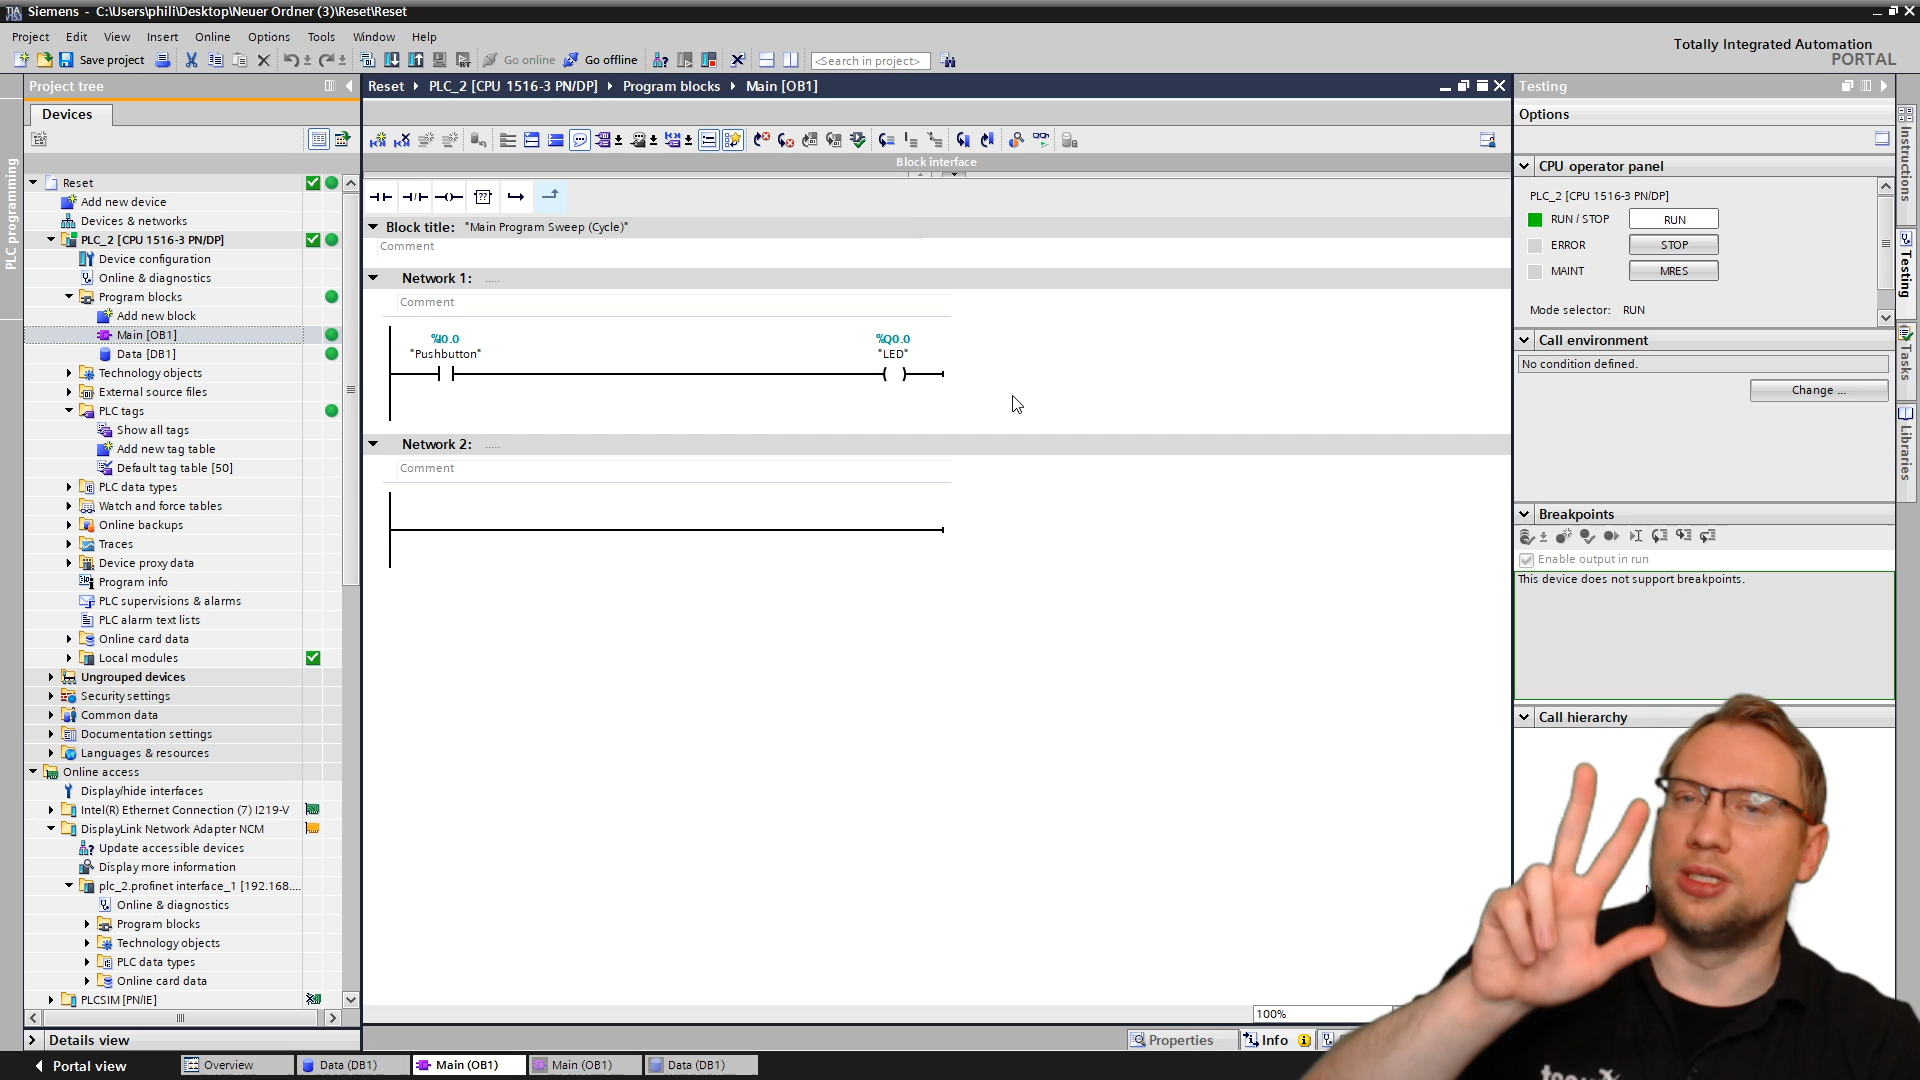 Siemens - C:\Users\phili\Desktop\Neuer Ordner (3)\Reset\Reset
Project Edit View Insert Online Options Tools Window Help
Totally Integrated Automation
PORTAL
Save project
Go online
Go offline
<Search in project>
Project tree
Reset PLC_2 [CPU 1516-3 PN/DP] Program blocks Main [OB1]
Testing
Devices
Options
PLC programming
Block interface
Reset
Add new device
Devices & networks
PLC_2 [CPU 1516-3 PN/DP]
Device configuration
Online & diagnostics
Program blocks
Add new block
Main [OB1]
Data [DB1]
Technology objects
External source files
PLC tags
Show all tags
Add new tag table
Default tag table [50]
PLC data types
Watch and force tables
Online backups
Traces
Device proxy data
Program info
PLC supervisions & alarms
PLC alarm text lists
Online card data
Local modules
Ungrouped devices
Security settings
Common data
Documentation settings
Languages & resources
Online access
Display/hide interfaces
Intel(R) Ethernet Connection (7) I219-V
DisplayLink Network Adapter NCM
Update accessible devices
Display more information
plc_2.profinet interface_1 [192.168....
Online & diagnostics
Program blocks
Technology objects
PLC data types
Online card data
PLCSIM [PN/IE]
Details view
??
Block title: "Main Program Sweep (Cycle)"
Comment
Network 1: .....
Comment
%I0.0
"Pushbutton"
%Q0.0
"LED"
Network 2: .....
Comment
100%
Properties
Info
CPU operator panel
PLC_2 [CPU 1516-3 PN/DP]
RUN / STOP RUN
ERROR STOP
MAINT MRES
Mode selector: RUN
Call environment
No condition defined.
Change ...
Breakpoints
Enable output in run
This device does not support breakpoints.
Call hierarchy
Instructions
Testing
Tasks
Libraries
Portal view
Overview
Data (DB1)
Main (OB1)
Main (OB1)
Data (DB1)